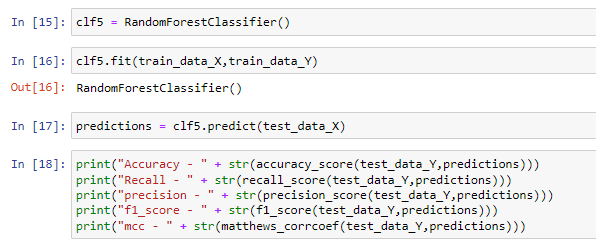 In [15]: clf5 = RandomForestClassifier()
In [16]: clf5.fit(train_data_X,train_data_Y)
Out[16]: RandomForestClassifier()
In [17]: predictions = clf5.predict(test_data_X)
In [18]: print("Accuracy - " + str(accuracy_score(test_data_Y,predictions)))
print("Recall - " + str(recall_score(test_data_Y,predictions)))
print("precision - " + str(precision_score(test_data_Y,predictions)))
print("f1_score - " + str(f1_score(test_data_Y,predictions)))
print("mcc - " + str(matthews_corrcoef(test_data_Y,predictions)))